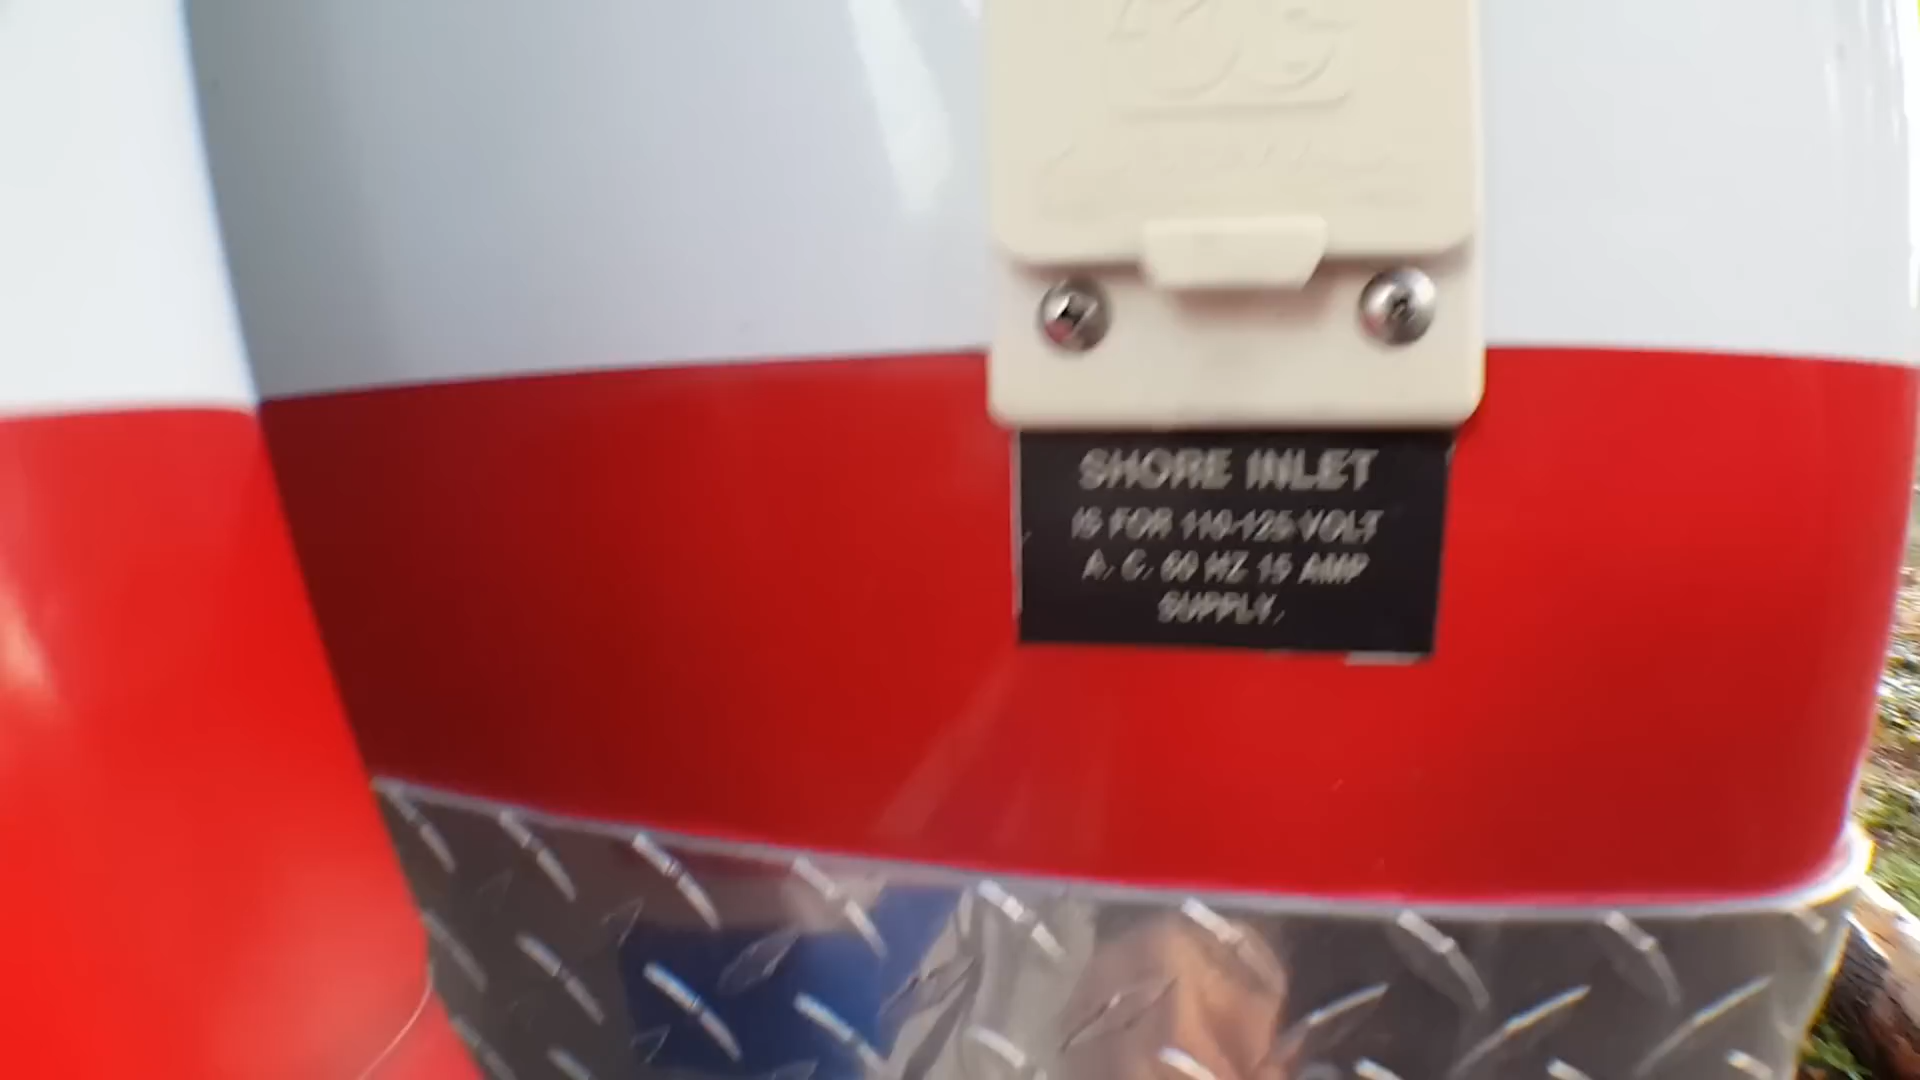 SHORE INLET
IS FOR 110-125 VOLT
A. C. 60 HZ 15 AMP
SUPPLY.